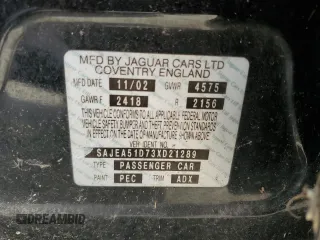 MFD BY JAGUAR CARS LTD
COVENTRY ENGLAND
MFD DATE 11/02 GVWR 4575
GAWR-F 2418 R 2156
THIS VEHICLE CONFORMS TO ALL APPLICABLE FEDERAL MOTOR
VEHICLE SAFETY BUMPER AND THEFT PREVENTION STANDARDS
IN EFFECT ON THE DATE OF MANUFACTURE SHOWN ABOVE.
VER. IDENT. NO. SAJEA51D73XD21289
TYPE PASSENGER CAR
PAINT PEC TRIM ADX
DREAMBID